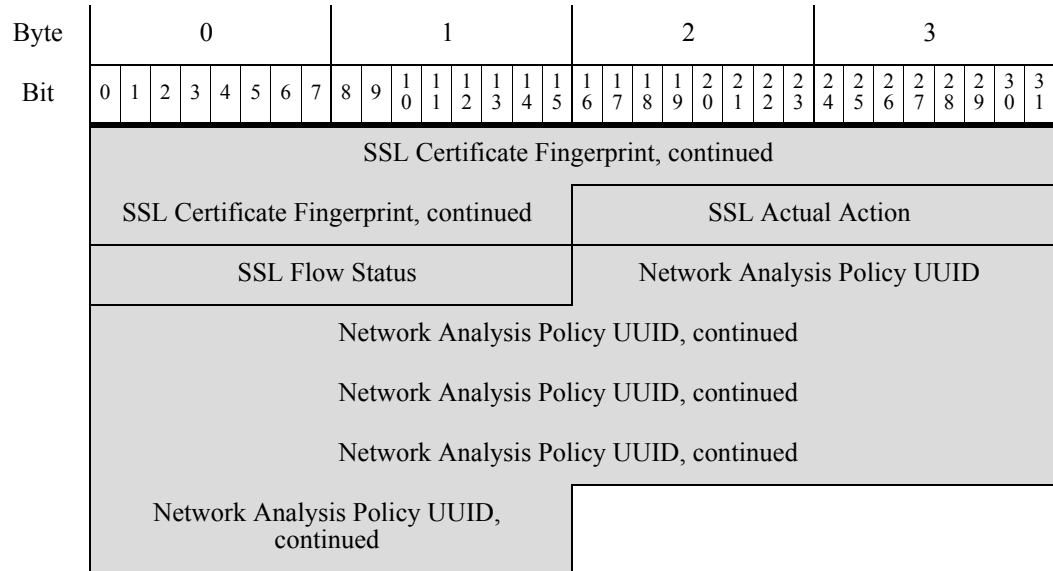 Byte 0 1 2 3
Bit 0 1 2 3 4 5 6 7 8 9 10 11 12 13 14 15 16 17 18 19 20 21 22 23 24 25 26 27 28 29 30 31
SSL Certificate Fingerprint, continued
SSL Certificate Fingerprint, continued SSL Actual Action
SSL Flow Status Network Analysis Policy UUID
Network Analysis Policy UUID, continued
Network Analysis Policy UUID, continued
Network Analysis Policy UUID, continued
Network Analysis Policy UUID,
continued